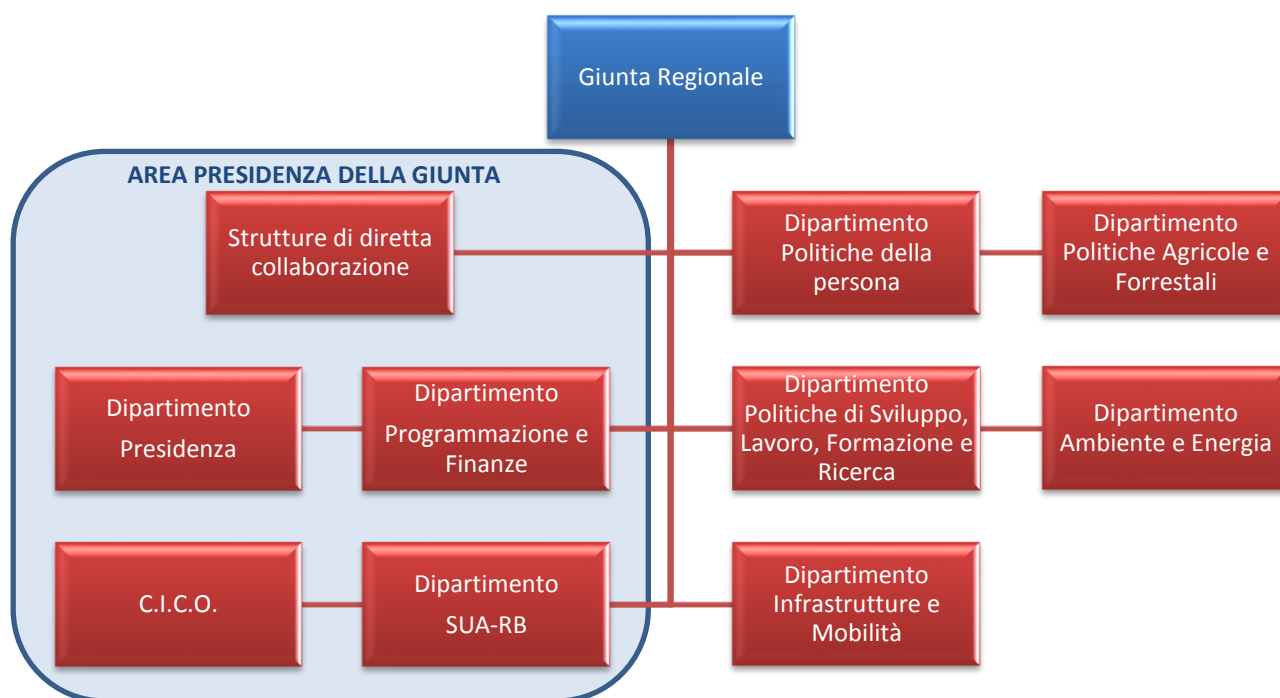 Giunta Regionale
AREA PRESIDENZA DELLA GIUNTA
Strutture di diretta
collaborazione
Dipartimento
Politiche della
persona
Dipartimento
Politiche Agricole e
Forrestali
Dipartimento
Presidenza
Dipartimento
Programmazione e
Finanze
Dipartimento
Politiche di Sviluppo,
Lavoro, Formazione e
Ricerca
Dipartimento
Ambiente e Energia
C.I.C.O.
Dipartimento
SUA-RB
Dipartimento
Infrastrutture e
Mobilità